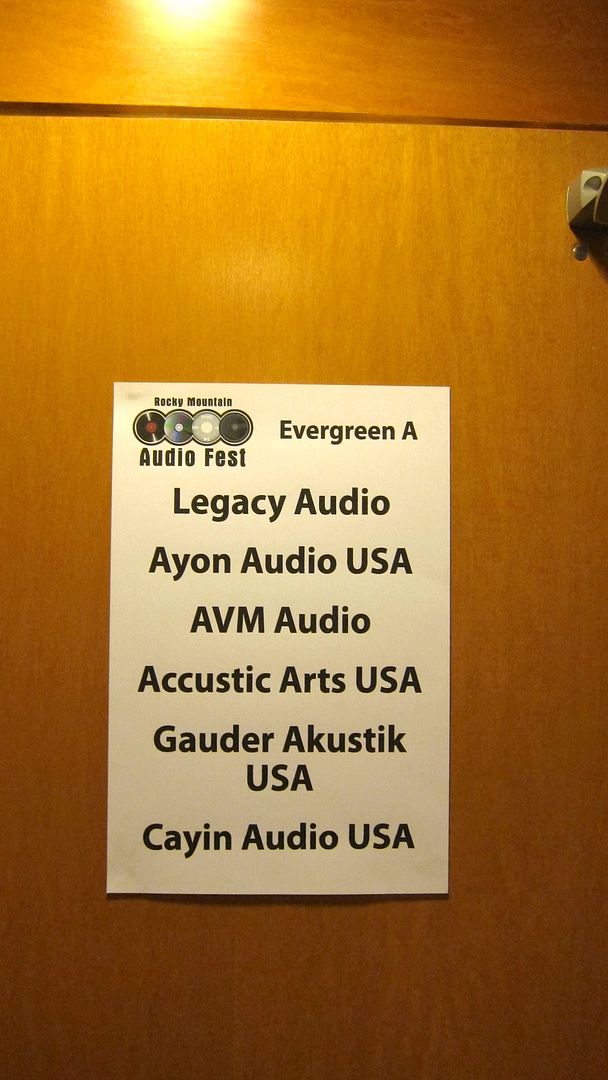 Rocky Mountain
Audio Fest
Evergreen A
Legacy Audio
Ayon Audio USA
AVM Audio
Accustic Arts USA
Gauder Akustik
USA
Cayin Audio USA